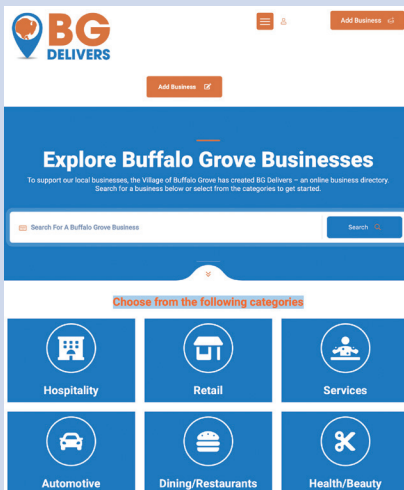 BG
DELIVERS
Add Business
Add Business
Explore Buffalo Grove Businesses
To support our local businesses, the Village of Buffalo Grove has created BG Delivers – an online business directory.
Search for a business below or select from the categories to get started.
Search For A Buffalo Grove Business
Search
Choose from the following categories
Hospitality
Retail
Services
Automotive
Dining/Restaurants
Health/Beauty